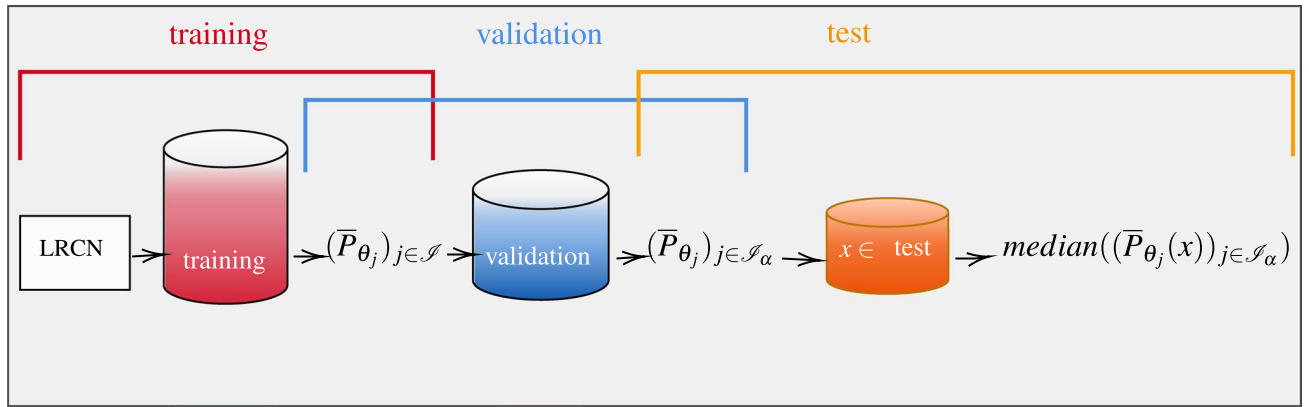 training validation test
LRCN training $(\overline{P}_{\theta_j})_{j \in \mathscr{I}}$ validation $(\overline{P}_{\theta_j})_{j \in \mathscr{I}_\alpha}$ $x \in$ test $median((\overline{P}_{\theta_j}(x))_{j \in \mathscr{I}_\alpha})$